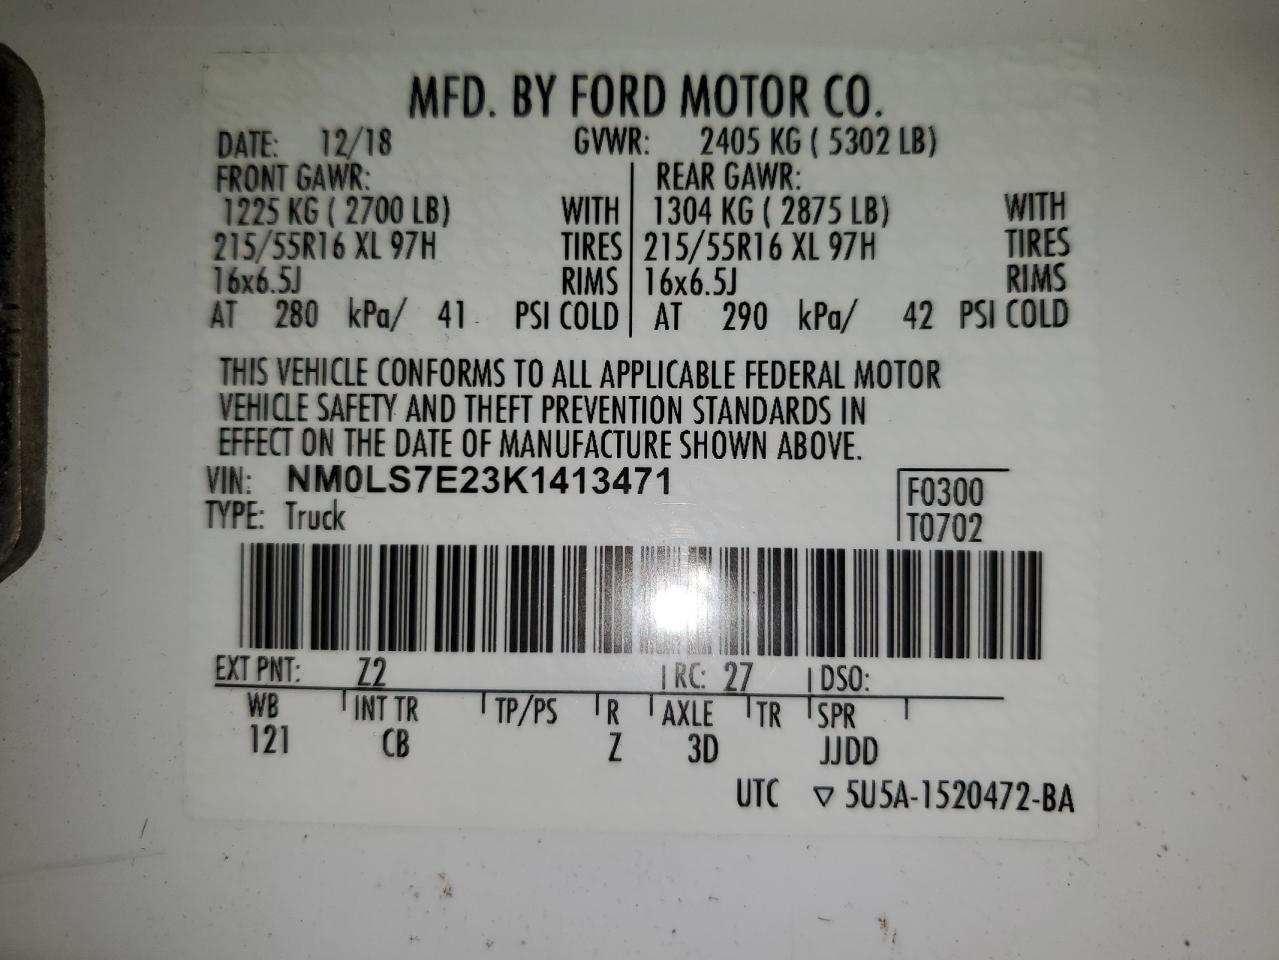 MFD. BY FORD MOTOR CO.
DATE: 12/18 GVWR: 2405 KG ( 5302 LB)
FRONT GAWR: REAR GAWR:
1225 KG ( 2700 LB) WITH 1304 KG ( 2875 LB) WITH
215/55R16 XL 97H TIRES 215/55R16 XL 97H TIRES
16x6.5J RIMS 16x6.5J RIMS
AT 280 kPa/ 41 PSI COLD AT 290 kPa/ 42 PSI COLD
THIS VEHICLE CONFORMS TO ALL APPLICABLE FEDERAL MOTOR
VEHICLE SAFETY AND THEFT PREVENTION STANDARDS IN
EFFECT ON THE DATE OF MANUFACTURE SHOWN ABOVE.
VIN: NM0LS7E23K1413471
F0300
TYPE: Truck T0702
EXT PNT: Z2 RC: 27 DSO:
WB INT TR TP/PS R AXLE TR SPR
121 CB Z 3D JJDD
UTC ▽ 5U5A-1520472-BA